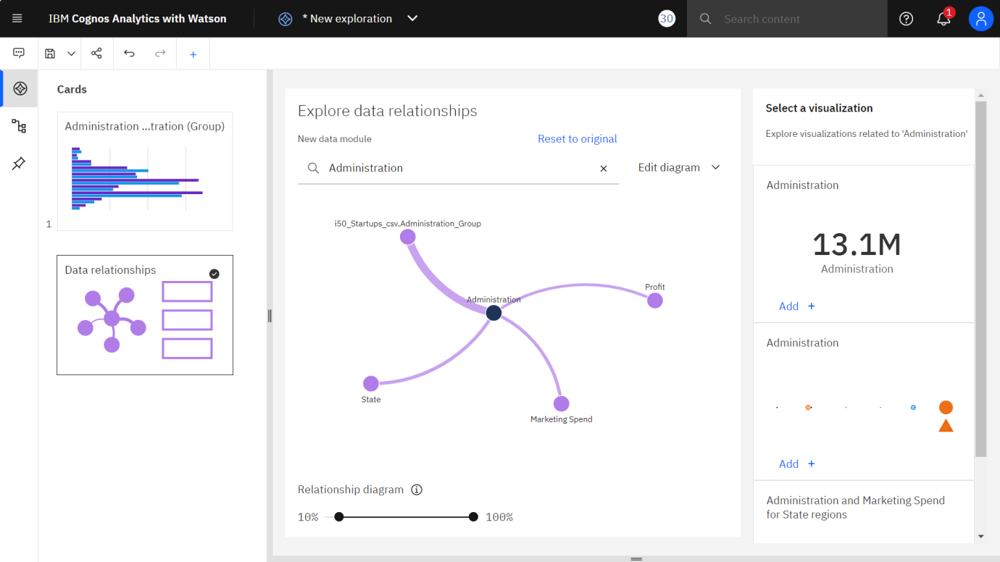 IBM Cognos Analytics with Watson
* New exploration
30
Search content
1
Cards
Administration ...tration (Group)
1
Data relationships
Explore data relationships
New data module
Reset to original
Administration
Edit diagram
i50_Startups_csv.Administration_Group
Administration
Profit
State
Marketing Spend
Relationship diagram
10%
100%
Select a visualization
Explore visualizations related to 'Administration'
Administration
13.1M
Administration
Add +
Administration
Add +
Administration and Marketing Spend
for State regions